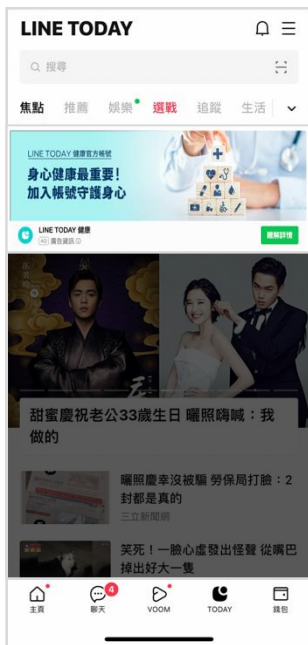 LINE TODAY
搜尋
焦點 推薦 娛樂 選戰 追蹤 生活
LINE TODAY 健康官方帳號
身心健康最重要!
加入帳號守護身心
LINE TODAY 健康
AD 廣告資訊
瞭解詳情
甜蜜慶祝老公33歲生日 曬照嗨喊:我
做的
曬照慶幸沒被騙 勞保局打臉:2
封都是真的
三立新聞網
笑死!一臉心虛發出怪聲 從嘴巴
掉出好大一隻
4
主頁 聊天 VOOM TODAY 錢包